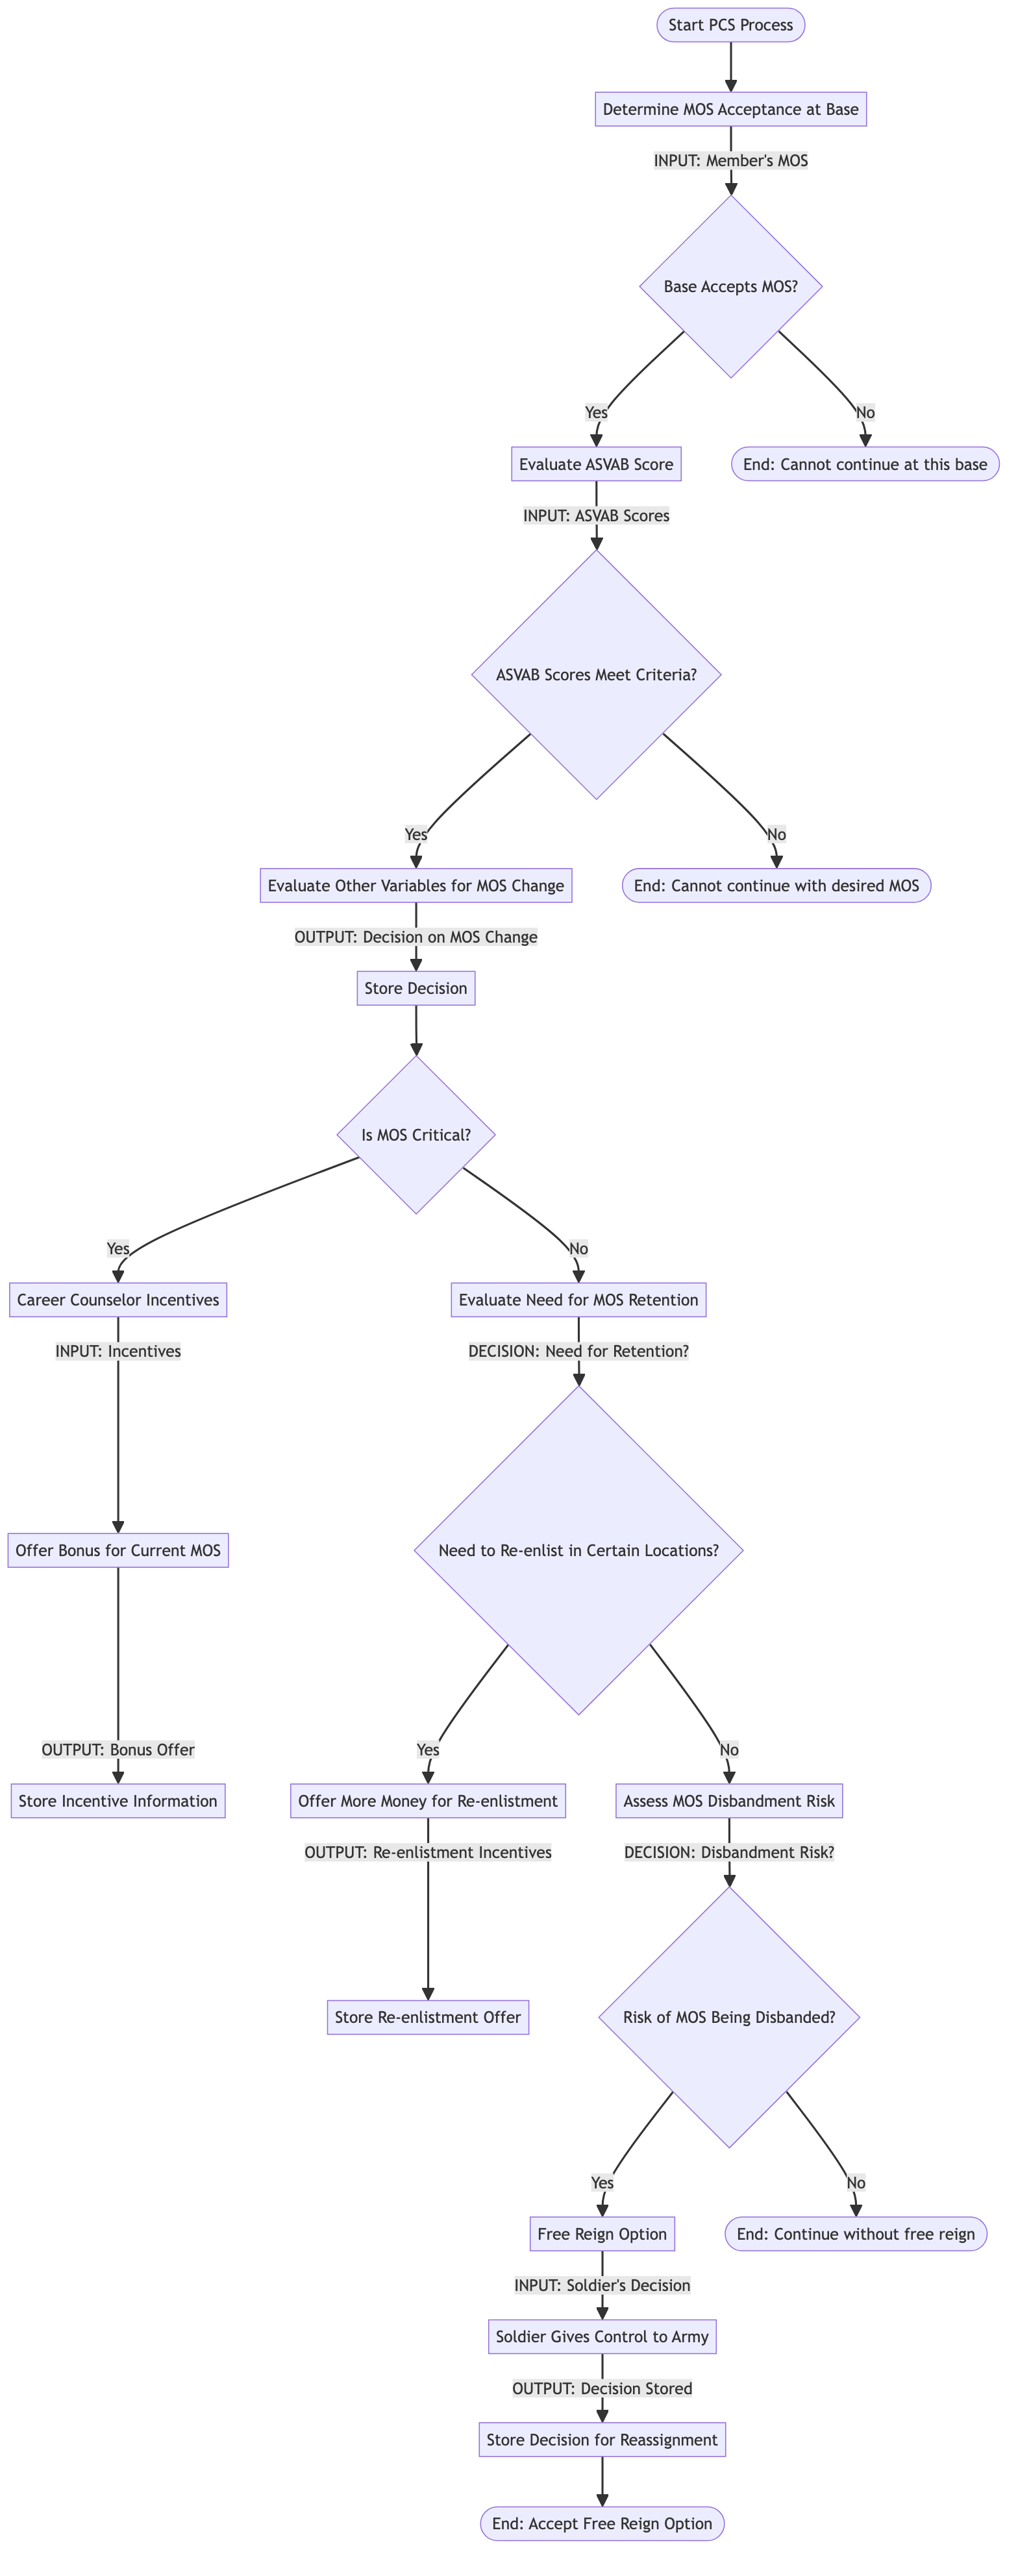 Start PCS Process
Determine MOS Acceptance at Base
INPUT: Member's MOS
Base Accepts MOS?
Yes
No
Evaluate ASVAB Score
End: Cannot continue at this base
INPUT: ASVAB Scores
ASVAB Scores Meet Criteria?
Yes
No
Evaluate Other Variables for MOS Change
End: Cannot continue with desired MOS
OUTPUT: Decision on MOS Change
Store Decision
Is MOS Critical?
Yes
No
Career Counselor Incentives
Evaluate Need for MOS Retention
INPUT: Incentives
DECISION: Need for Retention?
Offer Bonus for Current MOS
Need to Re-enlist in Certain Locations?
OUTPUT: Bonus Offer
Yes
No
Store Incentive Information
Offer More Money for Re-enlistment
Assess MOS Disbandment Risk
OUTPUT: Re-enlistment Incentives
DECISION: Disbandment Risk?
Store Re-enlistment Offer
Risk of MOS Being Disbanded?
Yes
No
Free Reign Option
End: Continue without free reign
INPUT: Soldier's Decision
Soldier Gives Control to Army
OUTPUT: Decision Stored
Store Decision for Reassignment
End: Accept Free Reign Option